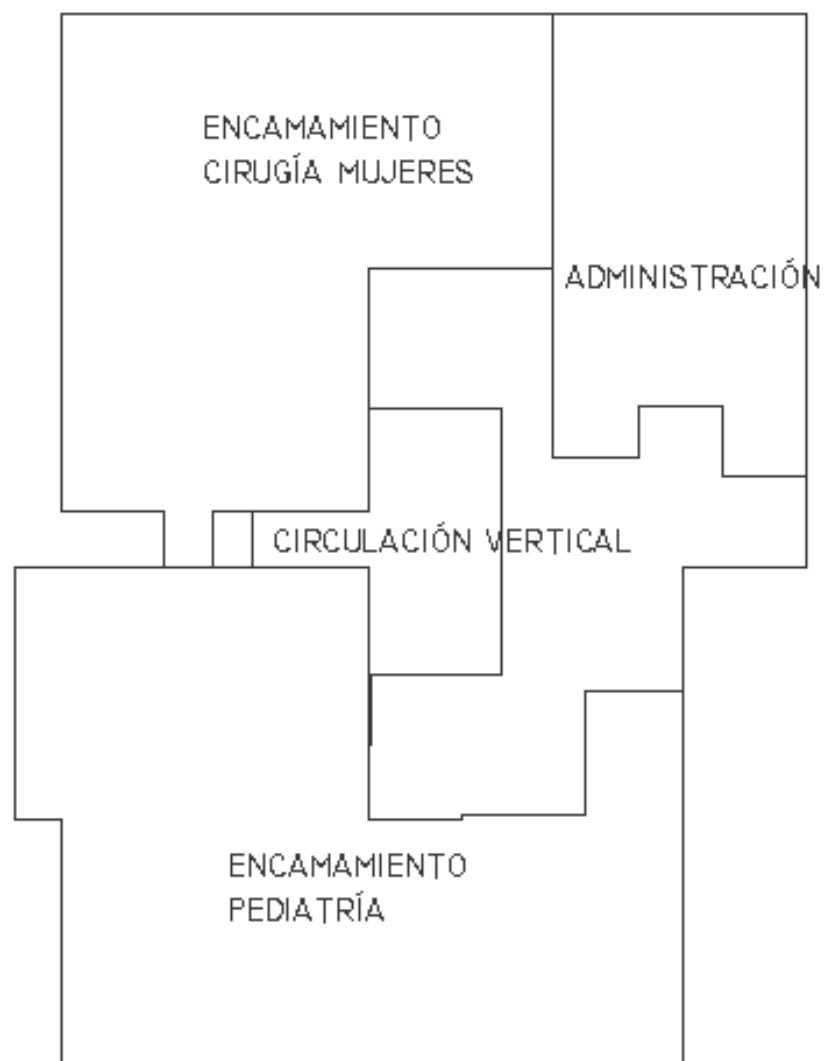 ENCAMAMIENTO
CIRUGÍA MUJERES
ADMINISTRACIÓN
CIRCULACIÓN VERTICAL
ENCAMAMIENTO
PEDIATRÍA